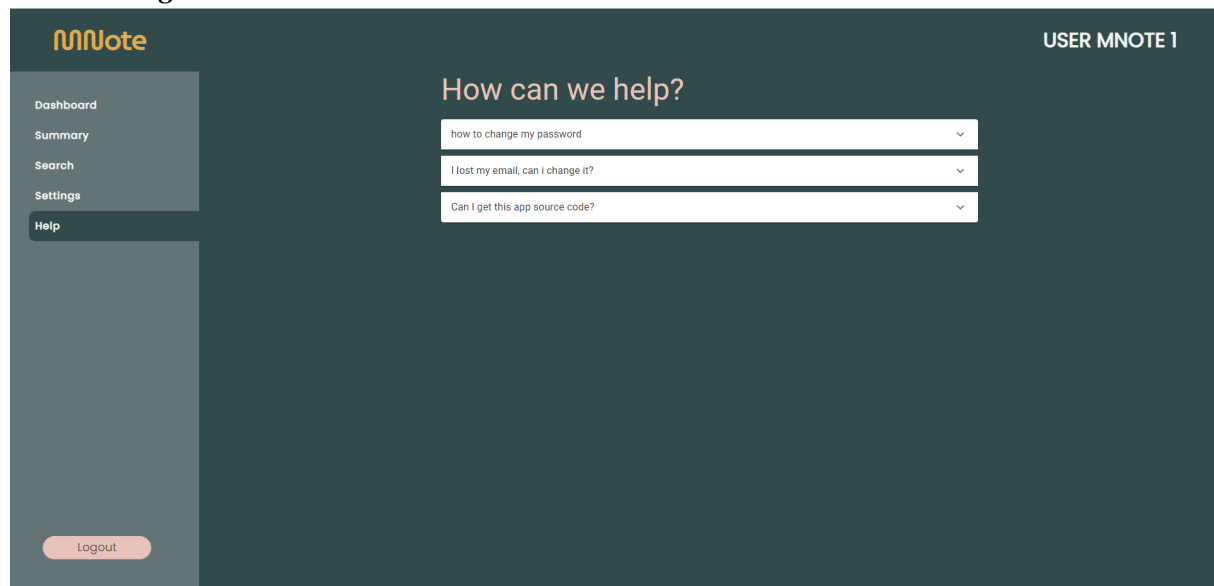 MNote
USER MNOTE 1
Dashboard
Summary
Search
Settings
Help
Logout
How can we help?
how to change my password
I lost my email, can i change it?
Can I get this app source code?